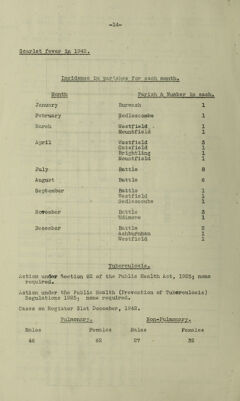 -14-
Scarlet fever in 1942.
Incidence in parishes for each month.
Month Parish & Number in each.
January Burwash 1
February Sedlescombe 1
March Westfield 1
Mountfield 1
April Westfield 3
Catsfield 1
Brightling 1
Mountfield 1
July Battle 8
August Battle 6
September Battle 1
Westfield 1
Sedlescombe 1
November Battle 3
Udimore 1
December Battle 2
Ashburnham 1
Westfield 1
Tuberculosis.
Action under Section 62 of the Public Health Act, 1925; none
required.
Action under the Public Health (Prevention of Tuberculosis)
Regulations 1925; none required.
Cases on Register 31st December, 1942.
Pulmonary. Non-Pulmonary.
Males Females Males Females
46 62 27 32